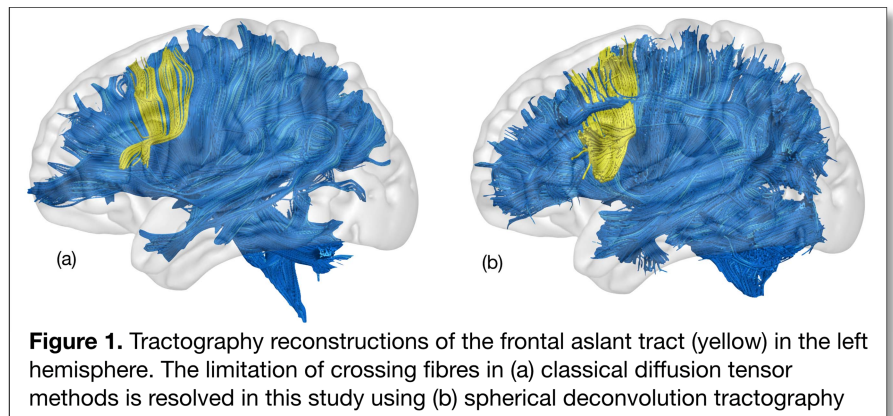 (a)
(b)
Figure 1. Tractography reconstructions of the frontal aslant tract (yellow) in the left
hemisphere. The limitation of crossing fibres in (a) classical diffusion tensor
methods is resolved in this study using (b) spherical deconvolution tractography